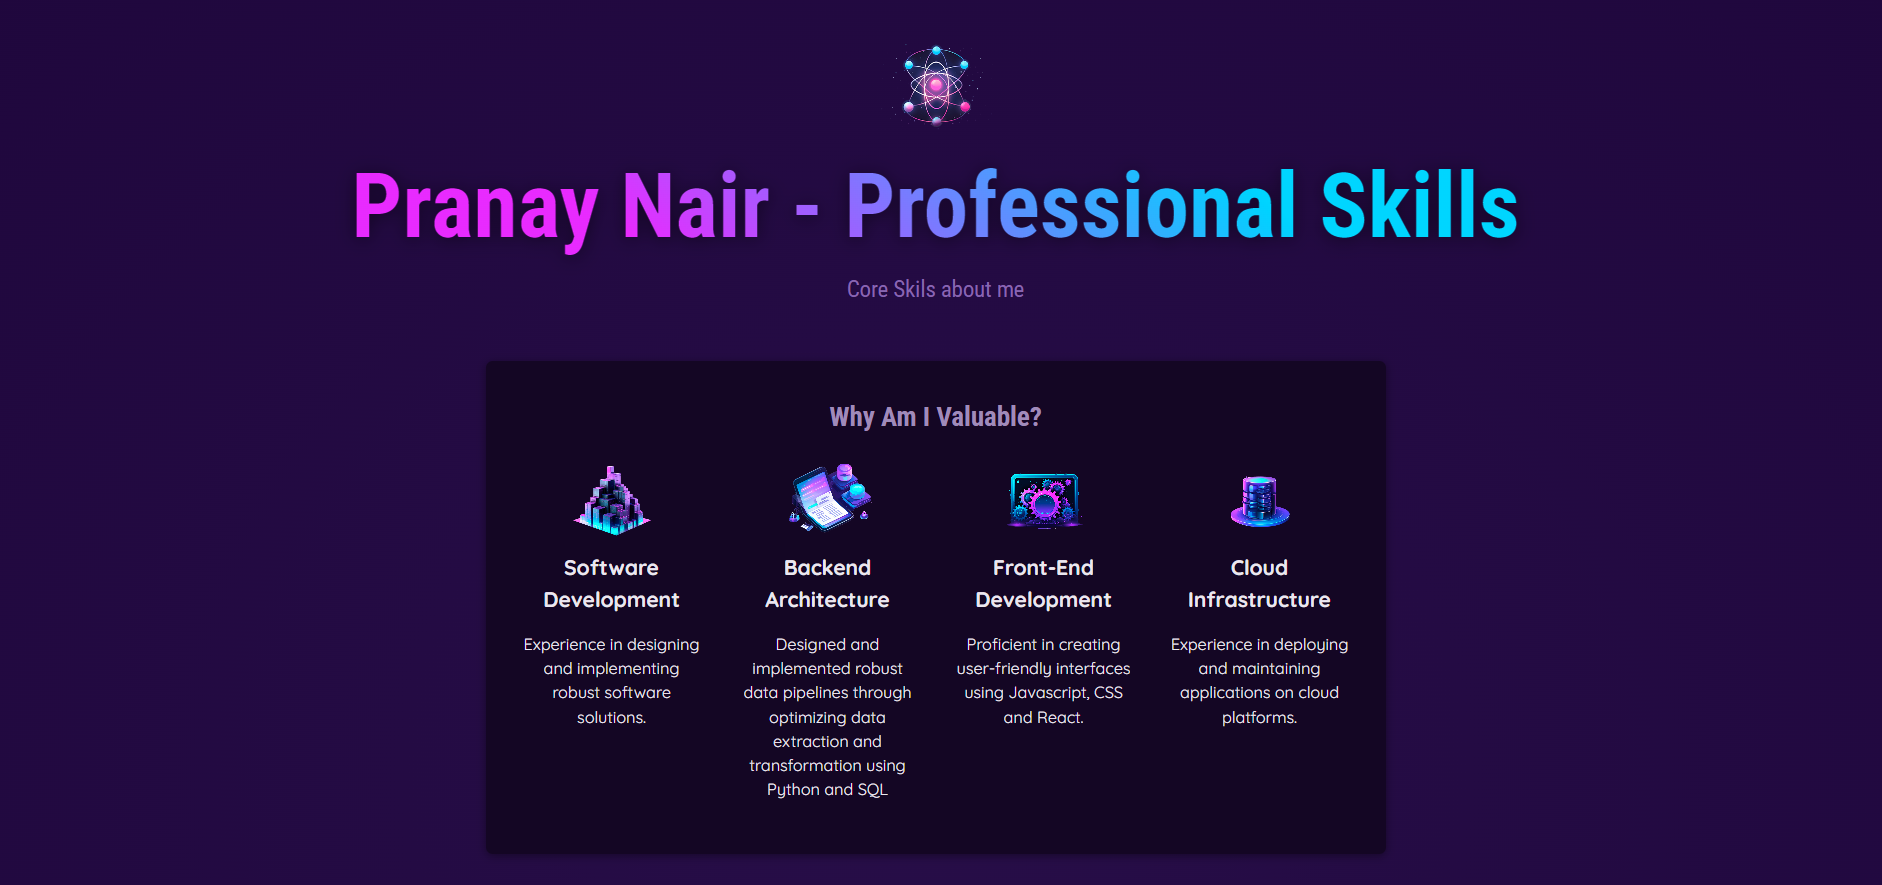 Pranay Nair - Professional Skills
Core Skils about me
Why Am I Valuable?
Software
Development
Experience in designing
and implementing
robust software
solutions.
Backend
Architecture
Designed and
implemented robust
data pipelines through
optimizing data
extraction and
transformation using
Python and SQL
Front-End
Development
Proficient in creating
user-friendly interfaces
using Javascript, CSS
and React.
Cloud
Infrastructure
Experience in deploying
and maintaining
applications on cloud
platforms.